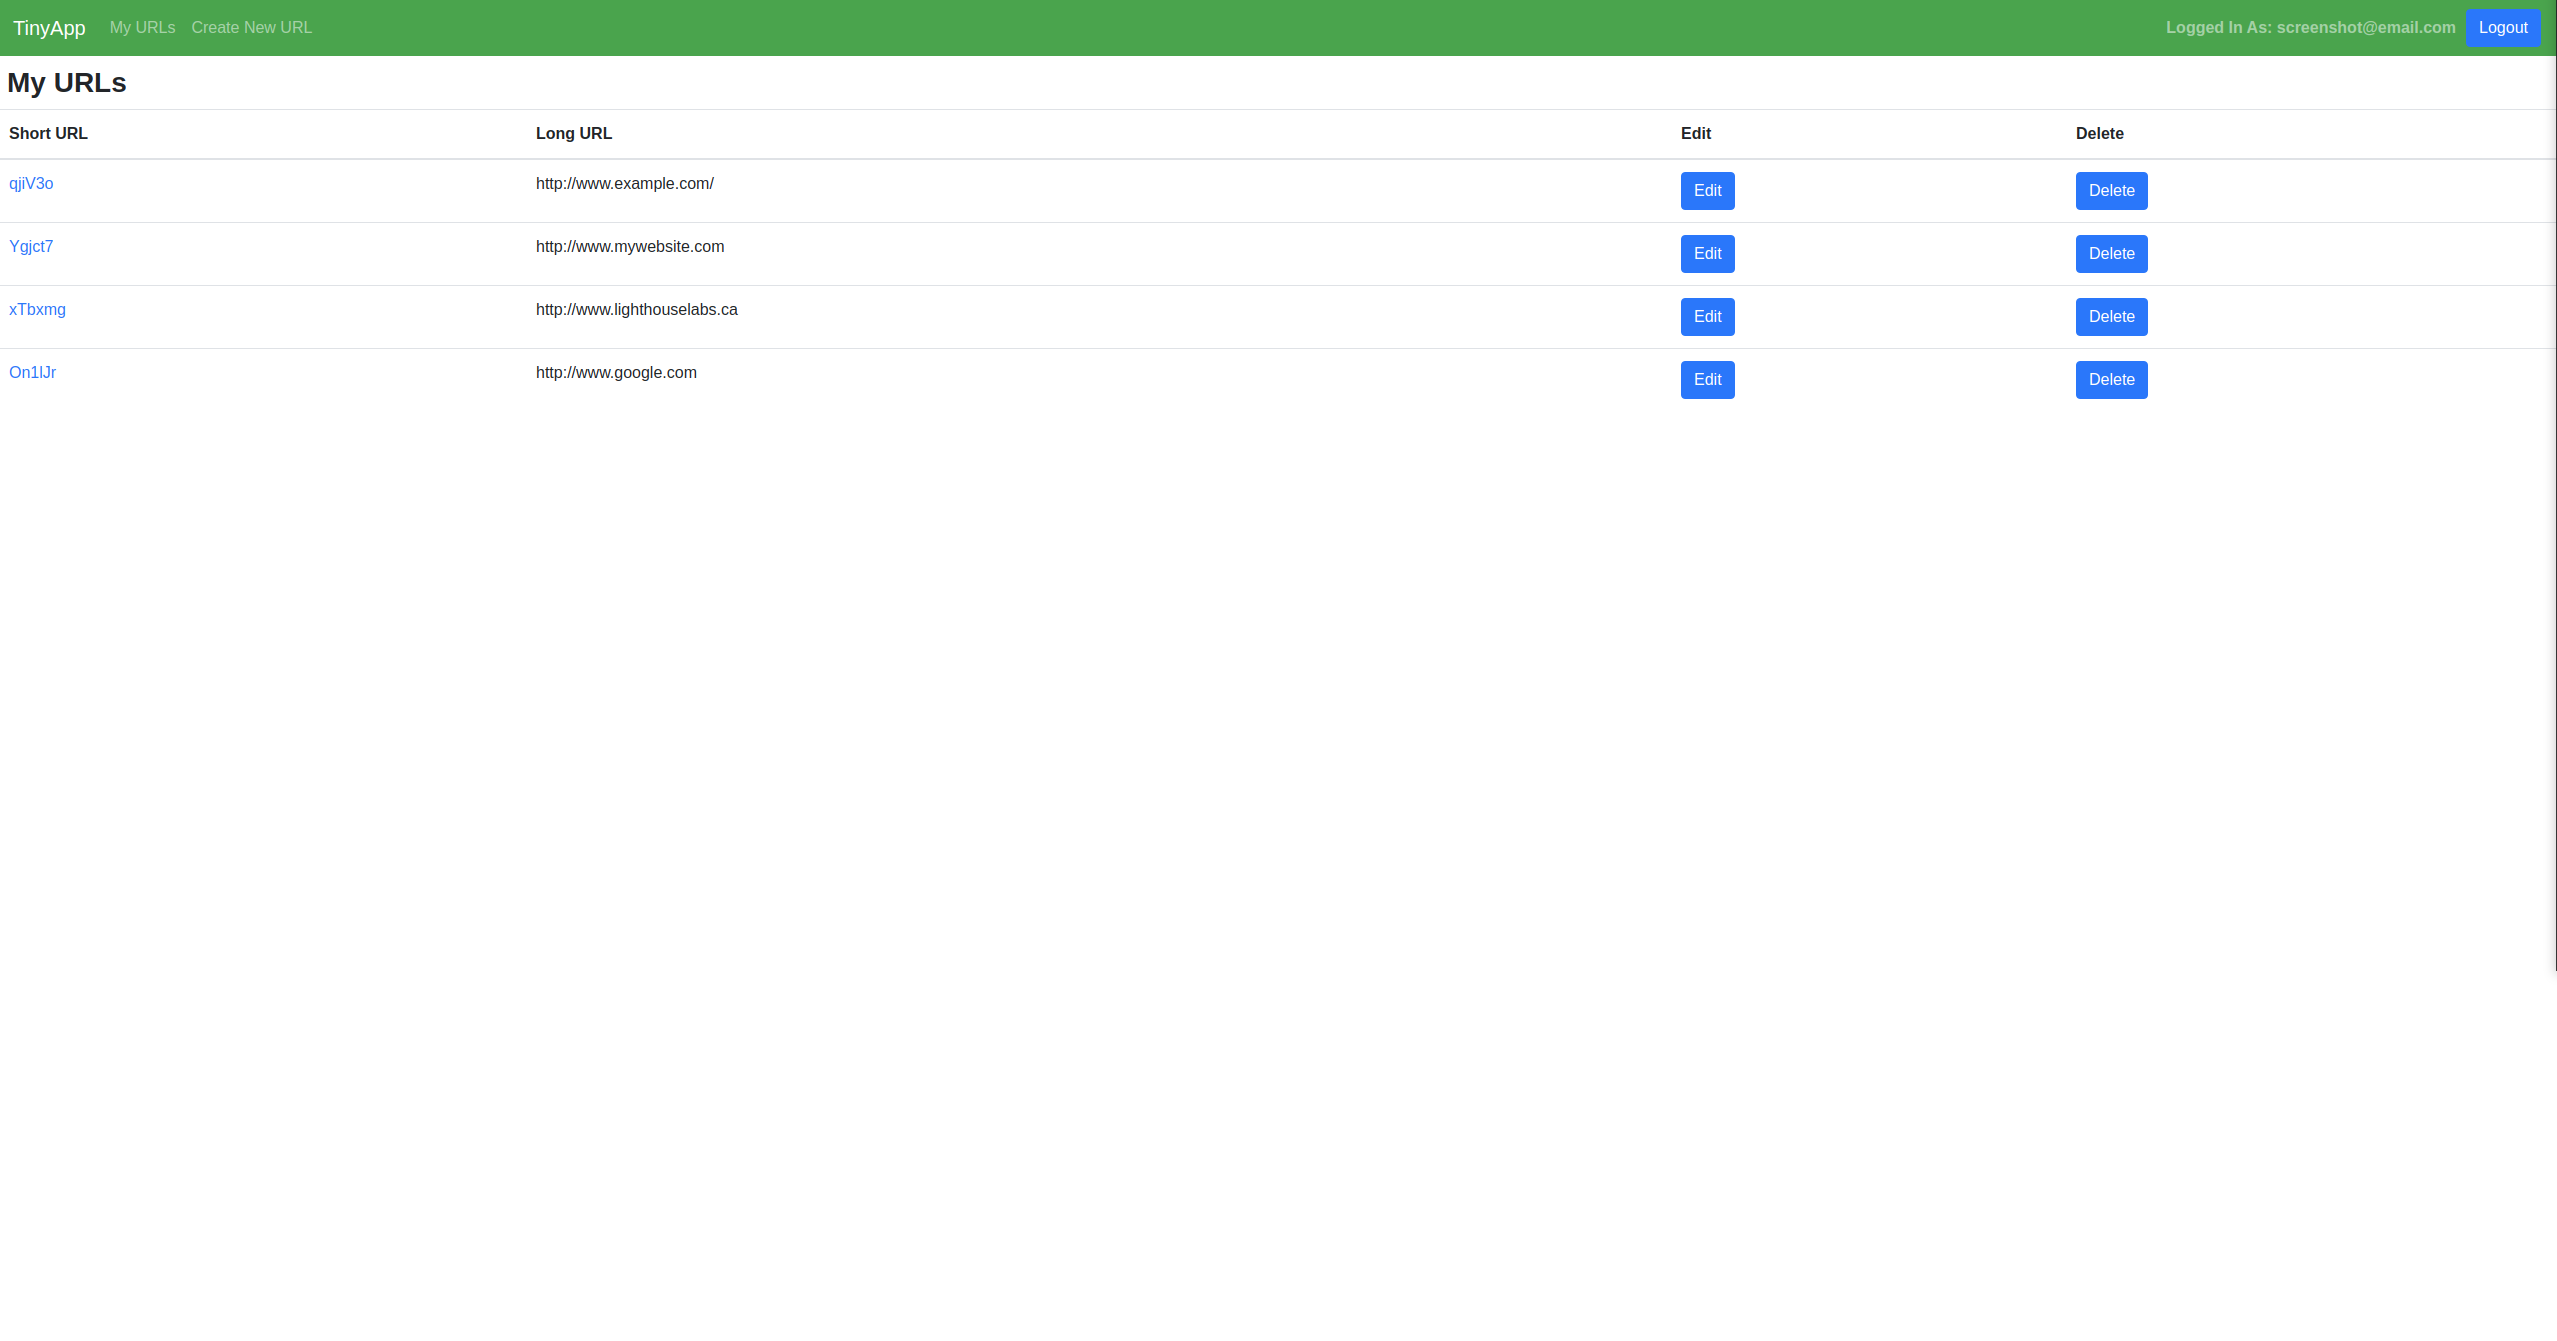 TinyApp My URLs Create New URL Logged In As: screenshot@email.com Logout
My URLs
Short URL Long URL Edit Delete
qjiV3o http://www.example.com/ Edit Delete
Ygjct7 http://www.mywebsite.com Edit Delete
xTbxmg http://www.lighthouselabs.ca Edit Delete
On1lJr http://www.google.com Edit Delete